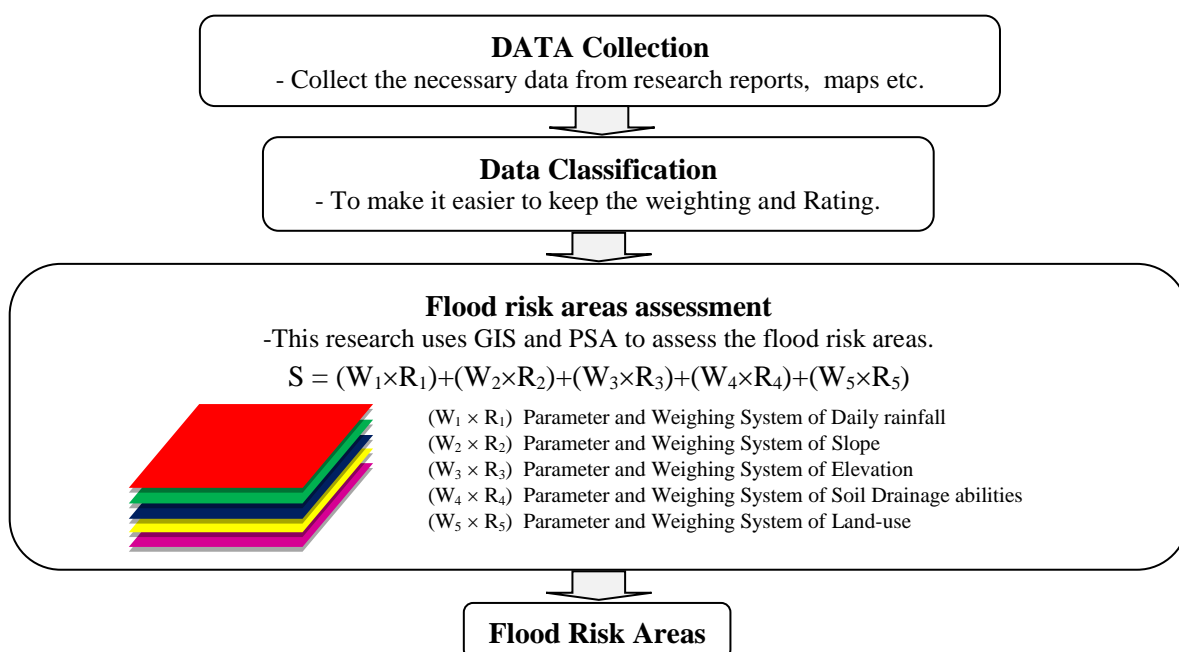 DATA Collection
- Collect the necessary data from research reports,  maps etc.
Data Classification
- To make it easier to keep the weighting and Rating.
Flood risk areas assessment
-This research uses GIS and PSA to assess the flood risk areas.
S = (W₁×R₁)+(W₂×R₂)+(W₃×R₃)+(W₄×R₄)+(W₅×R₅)
(W₁ × R₁)  Parameter and Weighing System of Daily rainfall
(W₂ × R₂)  Parameter and Weighing System of Slope
(W₃ × R₃)  Parameter and Weighing System of Elevation
(W₄ × R₄)  Parameter and Weighing System of Soil Drainage abilities
(W₅ × R₅)  Parameter and Weighing System of Land-use
Flood Risk Areas